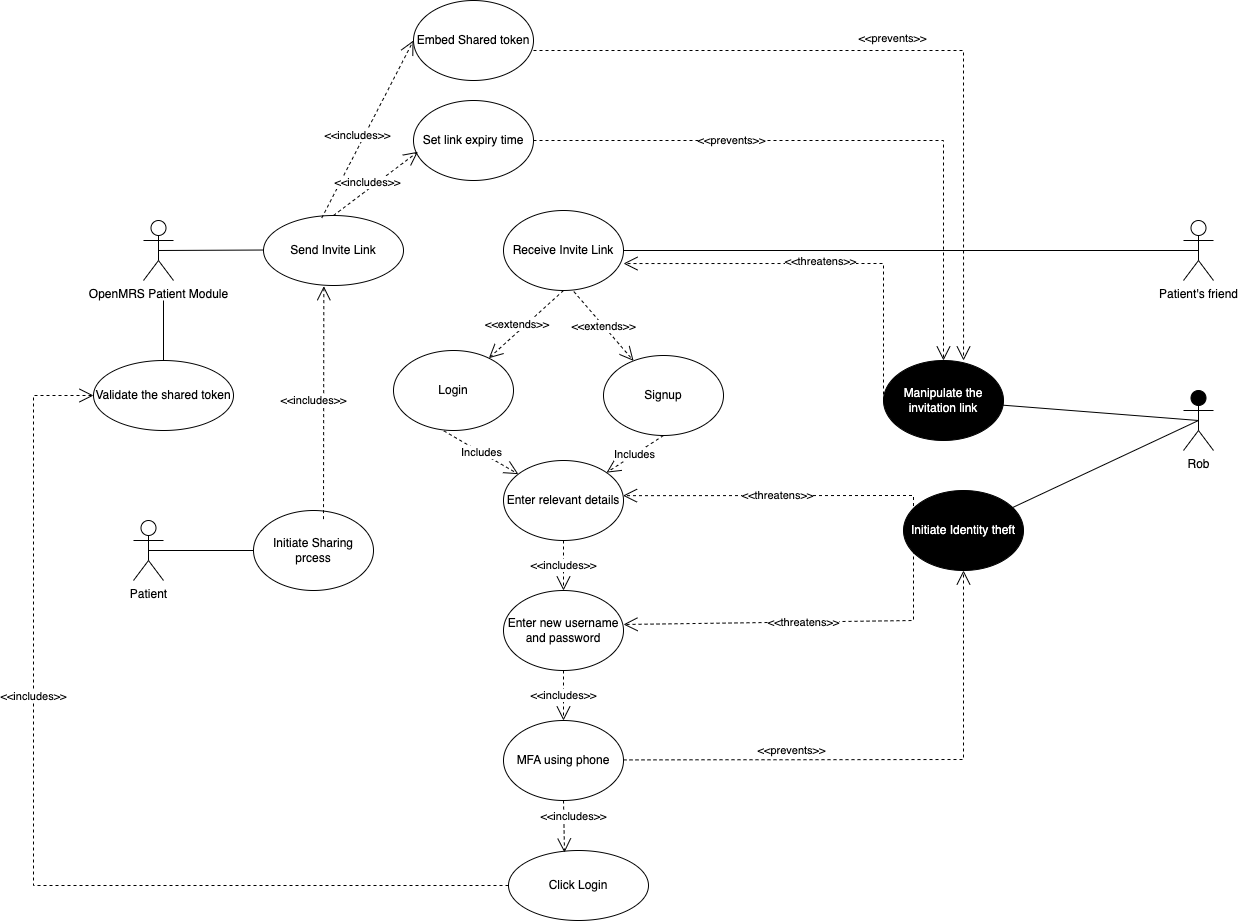 Embed Shared token
<<prevents>>
<<includes>>
Set link expiry time
<<prevents>>
<<includes>>
Send Invite Link
Receive Invite Link
<<threatens>>
OpenMRS Patient Module
Patient's friend
<<extends>>
<<extends>>
Login
Signup
Validate the shared token
<<includes>>
Manipulate the
invitation link
Includes
Includes
Rob
Enter relevant details
<<threatens>>
Initiate Identity theft
Initiate Sharing
prcess
Patient
<<includes>>
Enter new username
and password
<<threatens>>
<<includes>>
<<includes>>
MFA using phone
<<prevents>>
<<includes>>
Click Login